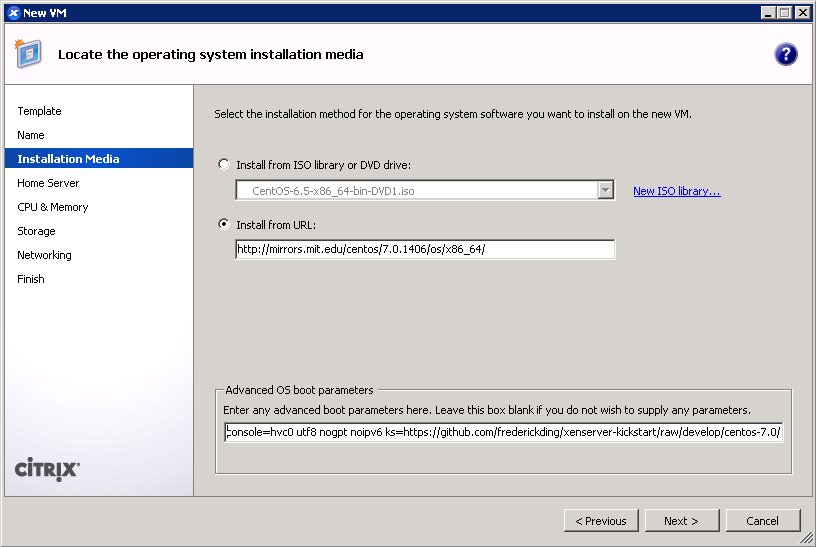 New VM
Locate the operating system installation media
?
Template
Name
Installation Media
Home Server
CPU & Memory
Storage
Networking
Finish
CİTRIX®
Select the installation method for the operating system software you want to install on the new VM.
Install from ISO library or DVD drive:
CentOS-6.5-x86_64-bin-DVD1.iso
New ISO library...
Install from URL:
http://mirrors.mit.edu/centos/7.0.1406/os/x86_64/
Advanced OS boot parameters
Enter any advanced boot parameters here. Leave this box blank if you do not wish to supply any parameters.
console=hvc0 utf8 nogpt noipv6 ks=https://github.com/frederickding/xenserver-kickstart/raw/develop/centos-7.0/
< Previous
Next >
Cancel